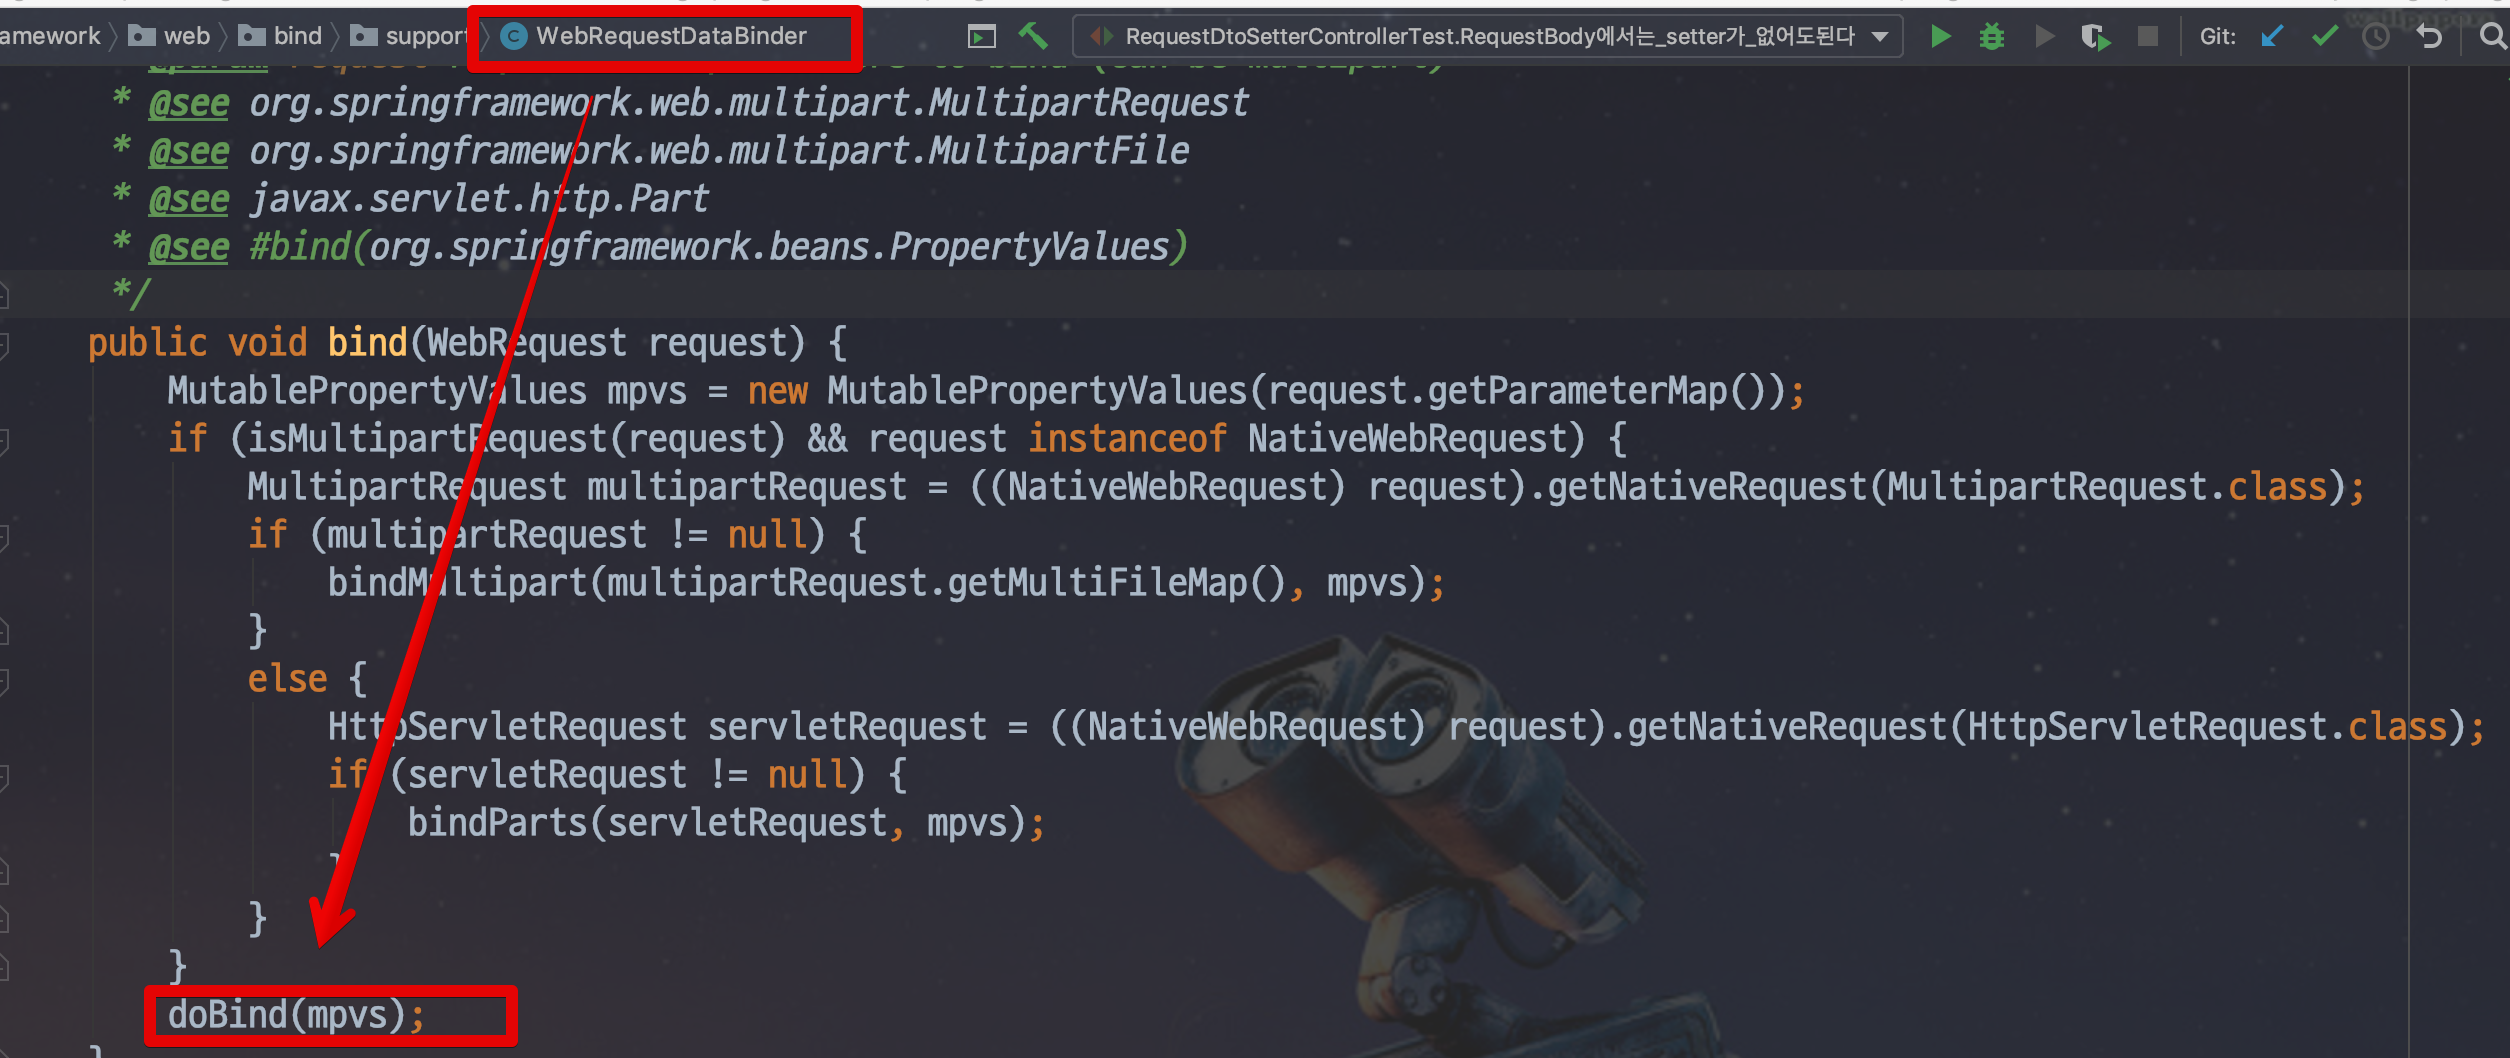 amework web bind support WebRequestDataBinder RequestDtoSetterControllerTest.RequestBody에서는_setter가_없어도된다 Git:
* @see org.springframework.web.multipart.MultipartRequest
* @see org.springframework.web.multipart.MultipartFile
* @see javax.servlet.http.Part
* @see #bind(org.springframework.beans.PropertyValues)
*/
public void bind(WebRequest request) {
MutablePropertyValues mpvs = new MutablePropertyValues(request.getParameterMap());
if (isMultipartRequest(request) && request instanceof NativeWebRequest) {
MultipartRequest multipartRequest = ((NativeWebRequest) request).getNativeRequest(MultipartRequest.class);
if (multipartRequest != null) {
bindMultipart(multipartRequest.getMultiFileMap(), mpvs);
}
else {
HttpServletRequest servletRequest = ((NativeWebRequest) request).getNativeRequest(HttpServletRequest.class);
if (servletRequest != null) {
bindParts(servletRequest, mpvs);
}
}
}
doBind(mpvs);
}